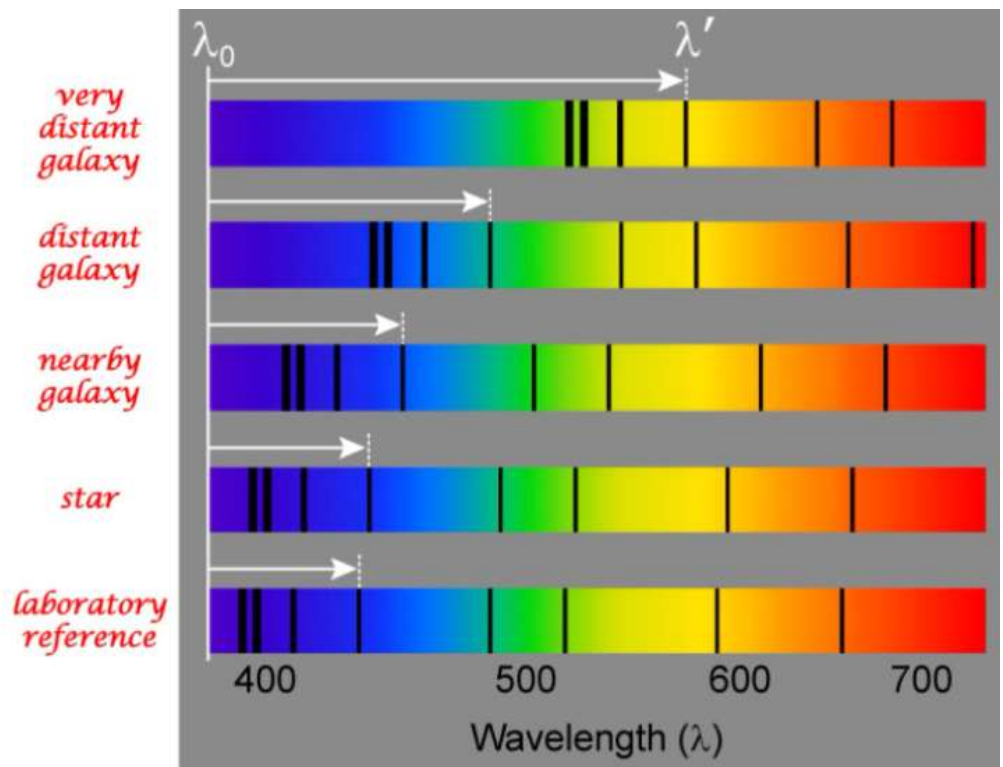 λ₀ λ′
very
distant
galaxy
distant
galaxy
nearby
galaxy
star
laboratory
reference
400 500 600 700
Wavelength (λ)